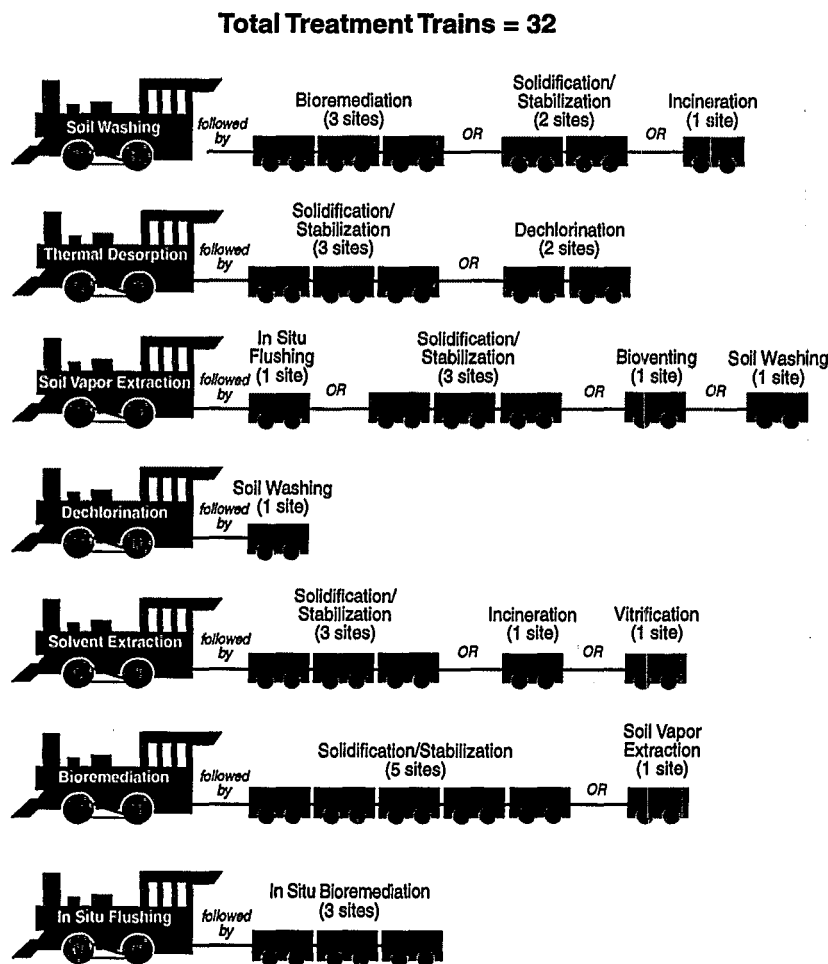 Total Treatment Trains = 32
Soil Washing
followed
by
Bioremediation
(3 sites)
OR
Solidification/
Stabilization
(2 sites)
OR
Incineration
(1 site)
Thermal Desorption
followed
by
Solidification/
Stabilization
(3 sites)
OR
Dechlorination
(2 sites)
Soil Vapor Extraction
followed
by
In Situ
Flushing
(1 site)
OR
Solidification/
Stabilization
(3 sites)
OR
Bioventing
(1 site)
OR
Soil Washing
(1 site)
Dechlorination
followed
by
Soil Washing
(1 site)
Solvent Extraction
followed
by
Solidification/
Stabilization
(3 sites)
OR
Incineration
(1 site)
OR
Vitrification
(1 site)
Bioremediation
followed
by
Solidification/Stabilization
(5 sites)
OR
Soil Vapor
Extraction
(1 site)
In Situ Flushing
followed
by
In Situ Bioremediation
(3 sites)